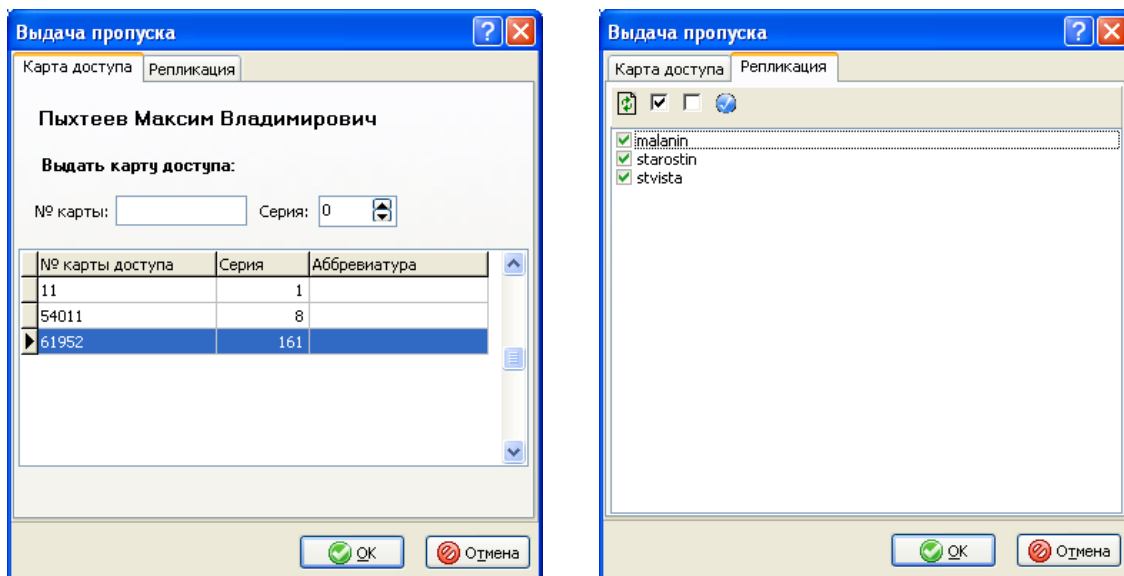 Выдача пропуска
Карта доступа Репликация
Пыхтеев Максим Владимирович
Выдать карту доступа:
№ карты: Серия: 0
№ карты доступа Серия Аббревиатура
11 1
54011 8
61952 161
OK Отмена
Выдача пропуска
Карта доступа Репликация
malanin
starostin
stvista
OK Отмена